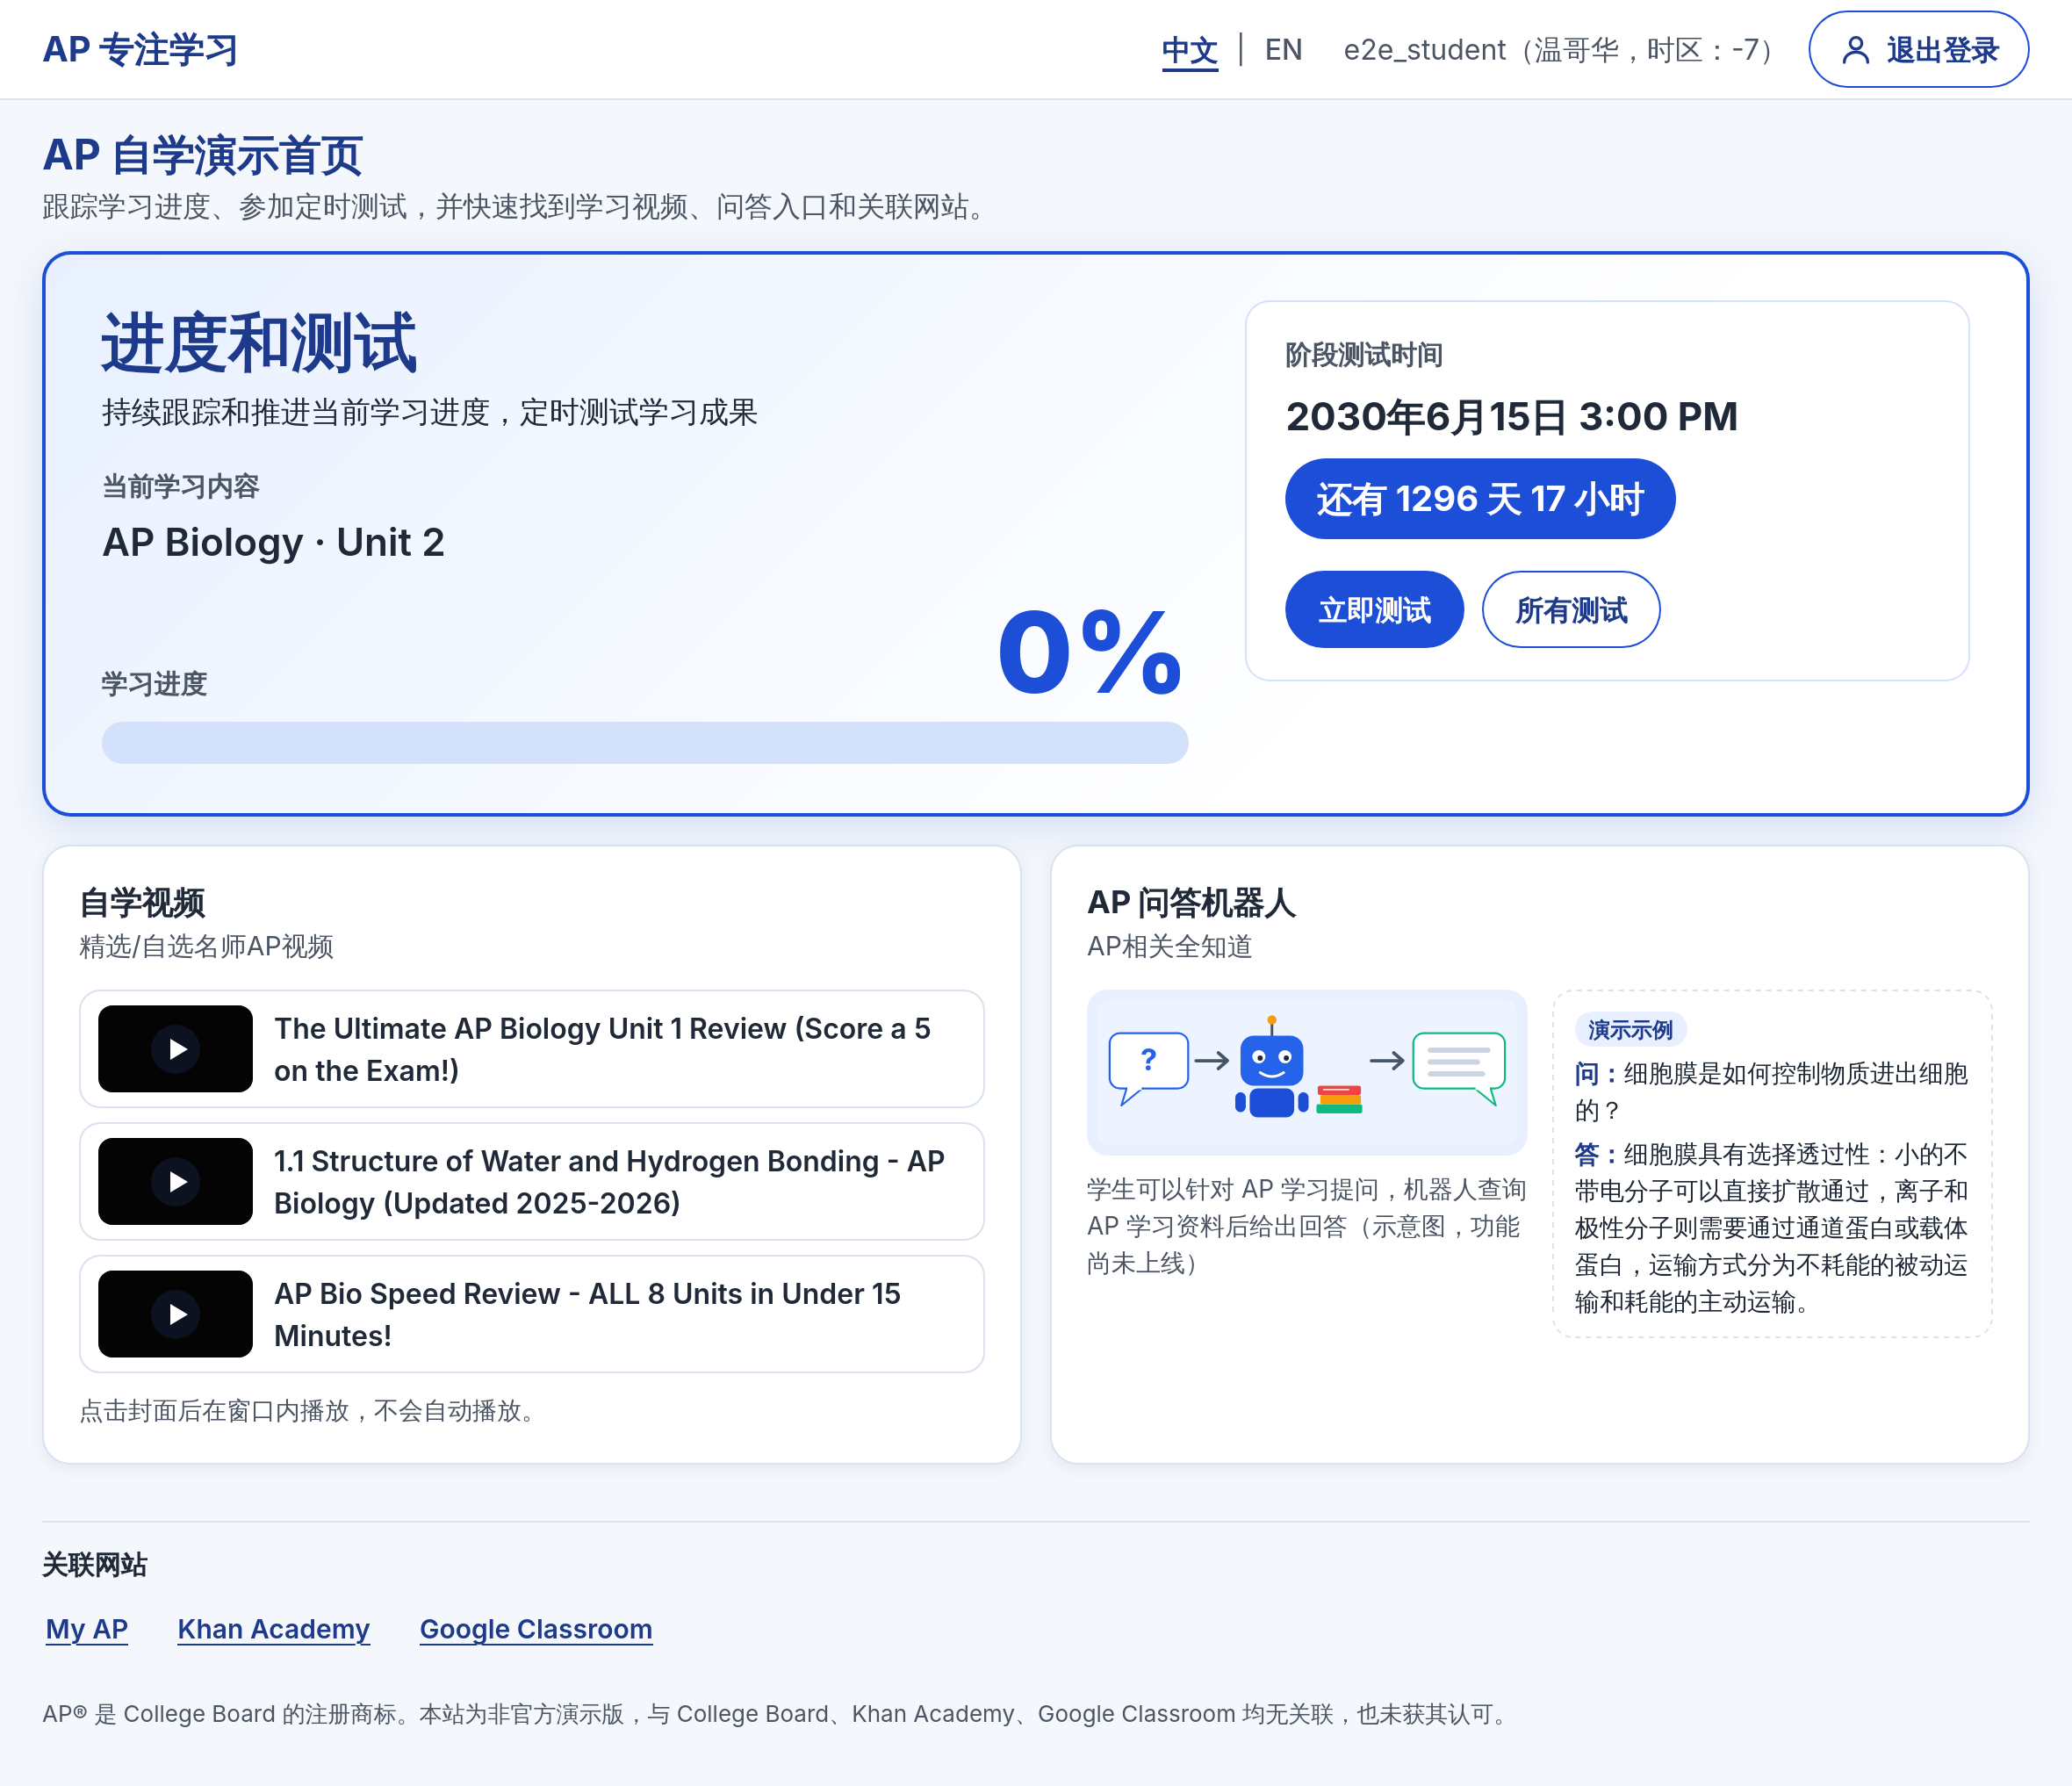 AP 专注学习
中文 | EN
e2e_student（温哥华，时区：-7）
退出登录
AP 自学演示首页
跟踪学习进度、参加定时测试，并快速找到学习视频、问答入口和关联网站。
进度和测试
持续跟踪和推进当前学习进度，定时测试学习成果
当前学习内容
AP Biology · Unit 2
学习进度
0%
阶段测试时间
2030年6月15日 3:00 PM
还有 1296 天 17 小时
立即测试
所有测试
自学视频
精选/自选名师AP视频
The Ultimate AP Biology Unit 1 Review (Score a 5
on the Exam!)
1.1 Structure of Water and Hydrogen Bonding - AP
Biology (Updated 2025-2026)
AP Bio Speed Review - ALL 8 Units in Under 15
Minutes!
点击封面后在窗口内播放，不会自动播放。
AP 问答机器人
AP相关全知道
?
学生可以针对 AP 学习提问，机器人查询
AP 学习资料后给出回答（示意图，功能
尚未上线）
演示示例
问：细胞膜是如何控制物质进出细胞
的？
答：细胞膜具有选择透过性：小的不
带电分子可以直接扩散通过，离子和
极性分子则需要通过通道蛋白或载体
蛋白，运输方式分为不耗能的被动运
输和耗能的主动运输。
关联网站
My AP
Khan Academy
Google Classroom
AP® 是 College Board 的注册商标。本站为非官方演示版，与 College Board、Khan Academy、Google Classroom 均无关联，也未获其认可。